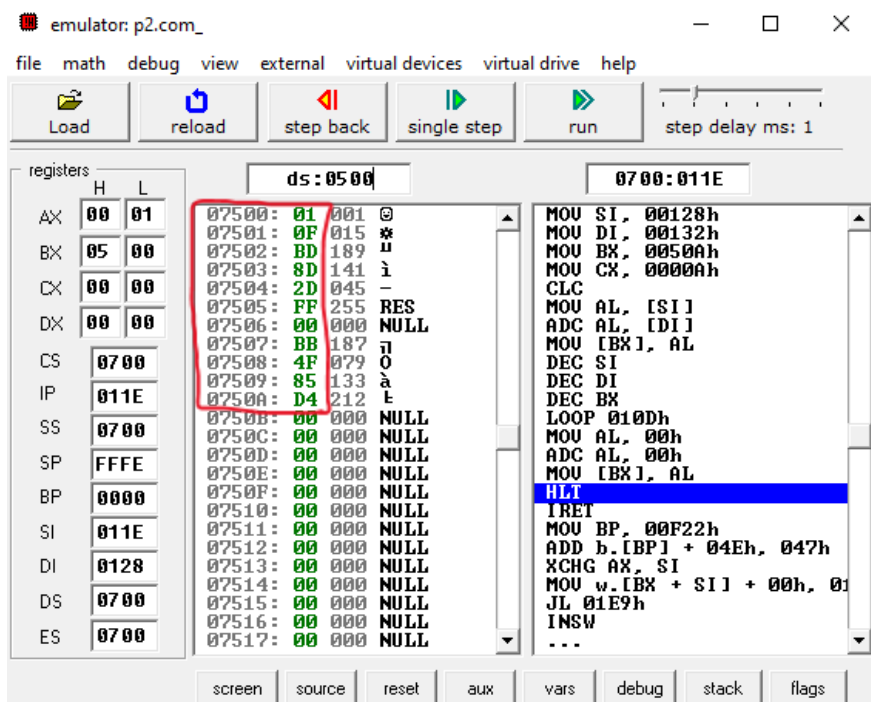 emulator: p2.com_
file math debug view external virtual devices virtual drive help
Load reload step back single step run step delay ms: 1
registers
H L
AX 00 01
BX 05 00
CX 00 00
DX 00 00
CS 0700
IP 011E
SS 0700
SP FFFE
BP 0000
SI 011E
DI 0128
DS 0700
ES 0700
ds:0500
07500: 01 001 ☺
07501: 0F 015 ☼
07502: BD 189 ╜
07503: 8D 141 ì
07504: 2D 045 -
07505: FF 255 RES
07506: 00 000 NULL
07507: BB 187 ╗
07508: 4F 079 O
07509: 85 133 à
0750A: D4 212 ╘
0750B: 00 000 NULL
0750C: 00 000 NULL
0750D: 00 000 NULL
0750E: 00 000 NULL
0750F: 00 000 NULL
07510: 00 000 NULL
07511: 00 000 NULL
07512: 00 000 NULL
07513: 00 000 NULL
07514: 00 000 NULL
07515: 00 000 NULL
07516: 00 000 NULL
07517: 00 000 NULL
0700:011E
MOV SI, 00128h
MOV DI, 00132h
MOV BX, 0050Ah
MOV CX, 0000Ah
CLC
MOV AL, [SI]
ADC AL, [DI]
MOV [BX], AL
DEC SI
DEC DI
DEC BX
LOOP 010Dh
MOV AL, 00h
ADC AL, 00h
MOV [BX], AL
HLT
IRET
MOV BP, 00F22h
ADD b.[BP] + 04Eh, 047h
XCHG AX, SI
MOV w.[BX + SI] + 00h, 01
JL 01E9h
INSW
...
screen source reset aux vars debug stack flags